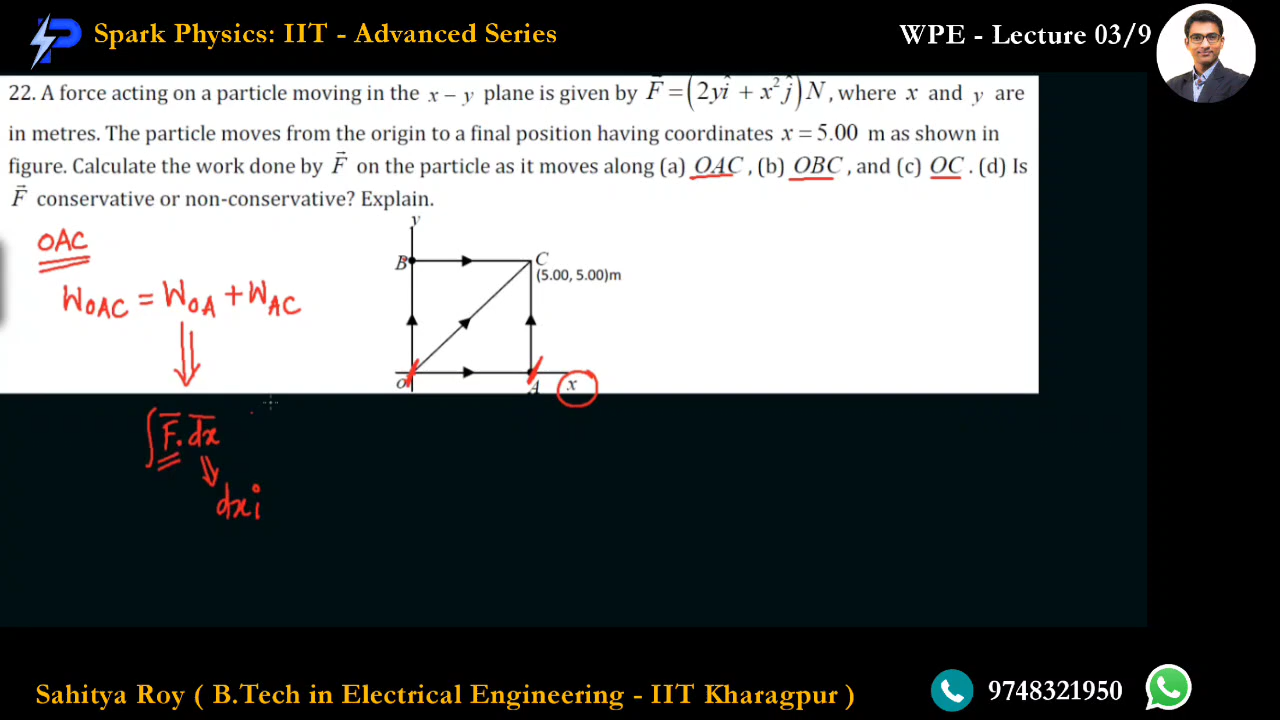 Spark Physics: IIT - Advanced Series
WPE - Lecture 03/9
22. A force acting on a particle moving in the x − y plane is given by F⃗ = (2yî + x²ĵ)N, where x and y are
in metres. The particle moves from the origin to a final position having coordinates x = 5.00 m as shown in
figure. Calculate the work done by F⃗ on the particle as it moves along (a) OAC, (b) OBC, and (c) OC. (d) Is
F⃗ conservative or non-conservative? Explain.
OAC
W_OAC = W_OA + W_AC
∫ F̅. d̅x̅
dxi
y
B
C
(5.00, 5.00)m
O
A
x
Sahitya Roy ( B.Tech in Electrical Engineering - IIT Kharagpur )
9748321950